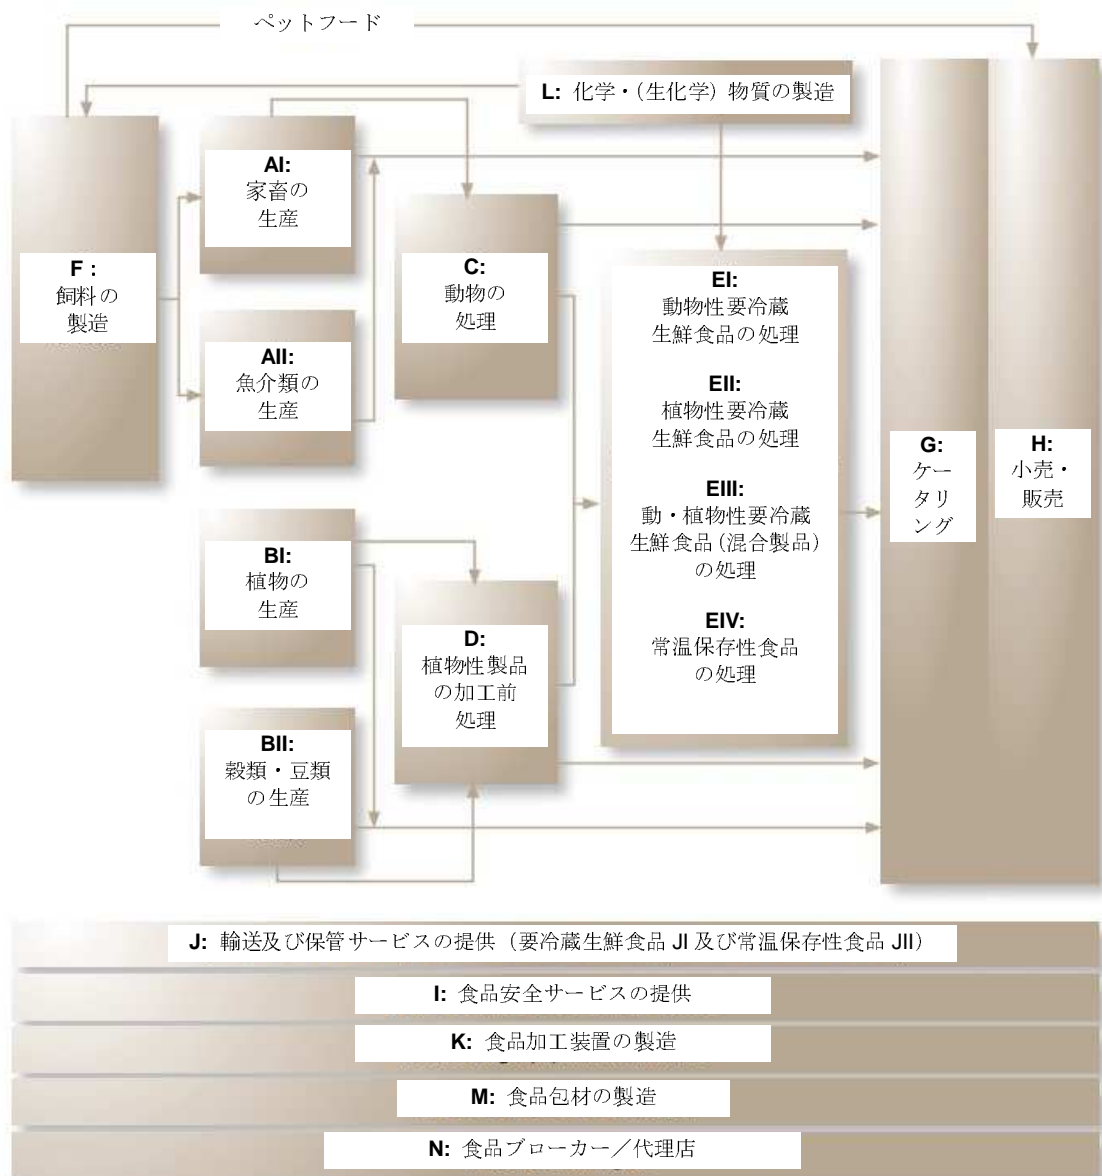 ペットフード
L: 化学・(生化学) 物質の製造
AI:
家畜の
生産
F :
飼料の
製造
C:
動物の
処理
EI:
動物性要冷蔵
生鮮食品の処理
AII:
魚介類の
生産
EII:
植物性要冷蔵
生鮮食品の処理
G:
ケー
タリ
ング
H:
小売・
販売
EIII:
動・植物性要冷蔵
生鮮食品(混合製品)
の処理
BI:
植物の
生産
EIV:
常温保存性食品
の処理
D:
植物性製品
の加工前
処理
BII:
穀類・豆類
の生産
J: 輸送及び保管サービスの提供（要冷蔵生鮮食品 JI 及び常温保存性食品 JII）
I: 食品安全サービスの提供
K: 食品加工装置の製造
M: 食品包材の製造
N: 食品ブローカー／代理店